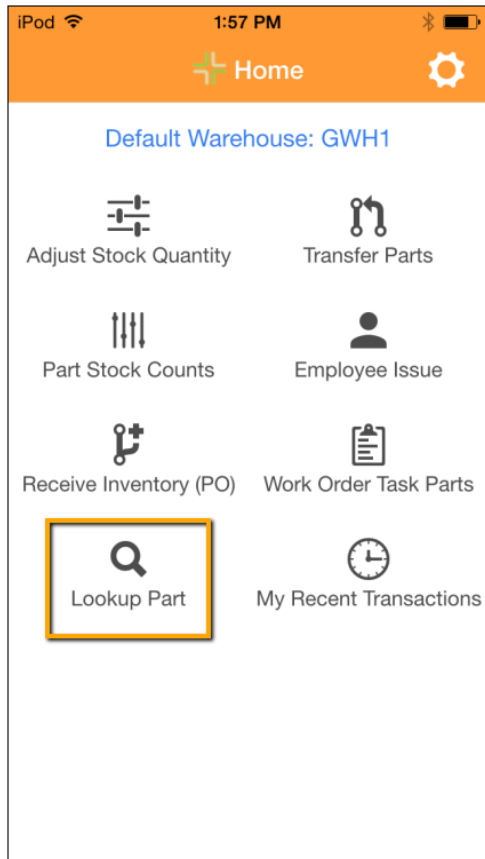 iPod 1:57 PM
Home
Default Warehouse: GWH1
Adjust Stock Quantity Transfer Parts
Part Stock Counts Employee Issue
Receive Inventory (PO) Work Order Task Parts
Lookup Part My Recent Transactions